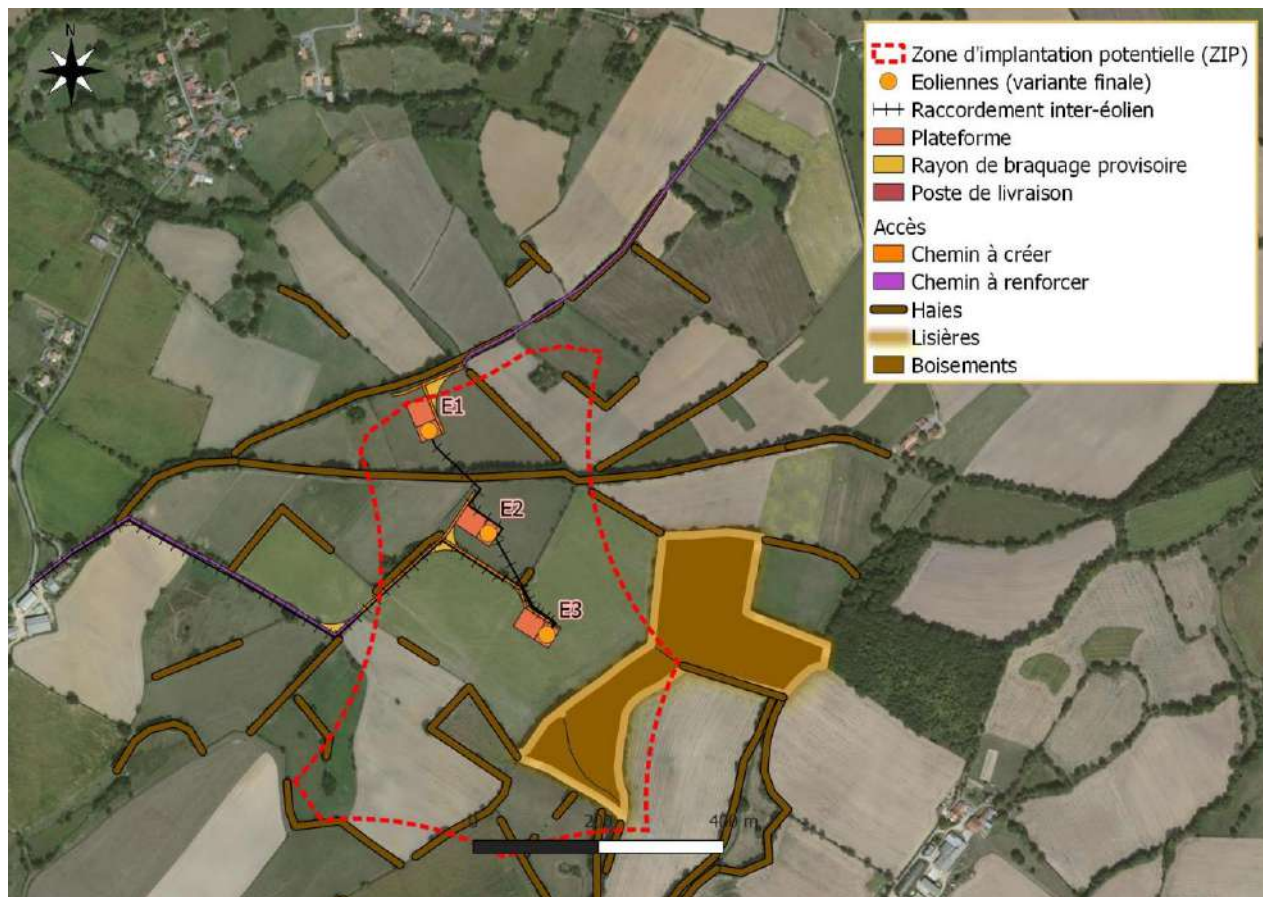 N
Zone d'implantation potentielle (ZIP)
Eoliennes (variante finale)
Raccordement inter-éolien
Plateforme
Rayon de braquage provisoire
Poste de livraison
Accès
Chemin à créer
Chemin à renforcer
Haies
Lisières
Boisements
E1
E2
E3
0
200
400 m